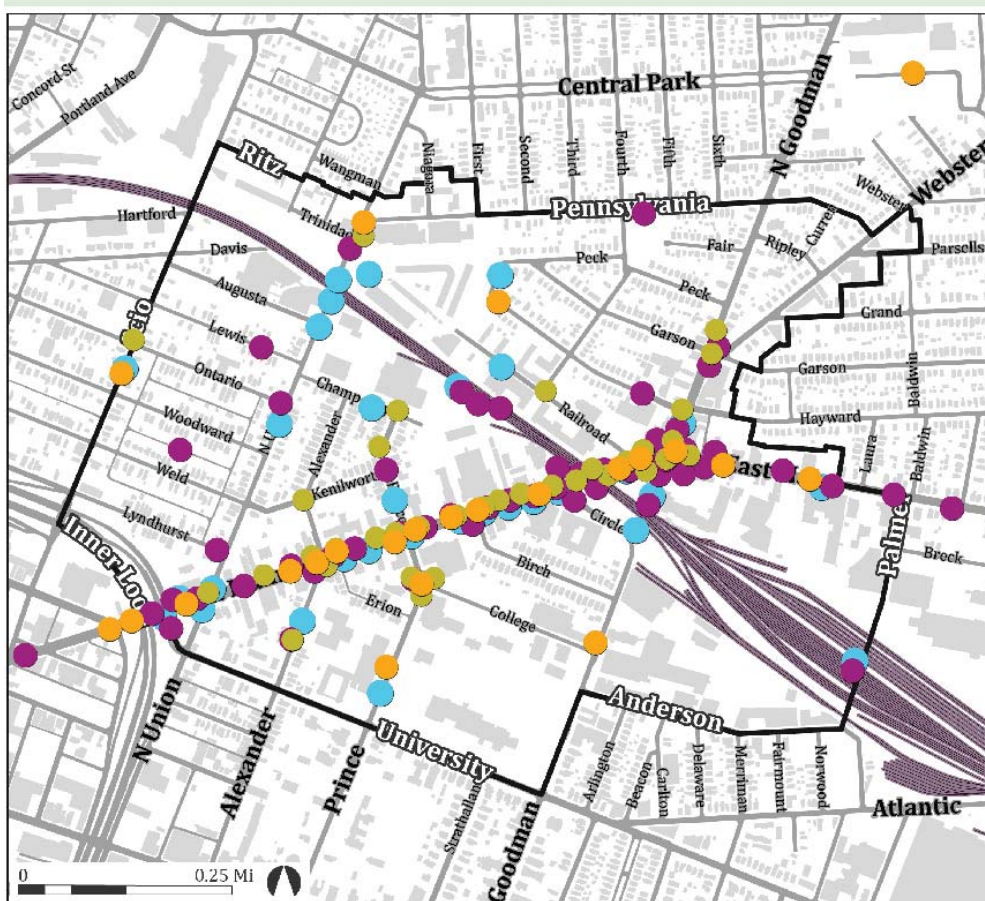 Concord St
Portland Ave
Central Park
N Goodman
Ritz
Wangman
Niagara
First
Second
Third
Fourth
Fifth
Sixth
Webster
Webster
Hartford
Trinidad
Pennsylvania
Curren
Davis
Peck
Fair
Ripley
Parsells
Augusta
Peck
Grand
Lewis
Garson
Garson
Baldwin
Ontario
Champ
Railroad
Hayward
Woodward
Alexander
Weld
Laura
Baldwin
Kenilworth
Lyndhurst
Circle
Palmer
Breck
Inner Loo
Birch
Erion
College
N Union
Alexander
Prince
University
Anderson
Arlington
Beacon
Carlton
Delaware
Merriman
Fairmount
Norwood
Strathallan
Goodman
Atlantic
0
0.25 Mi